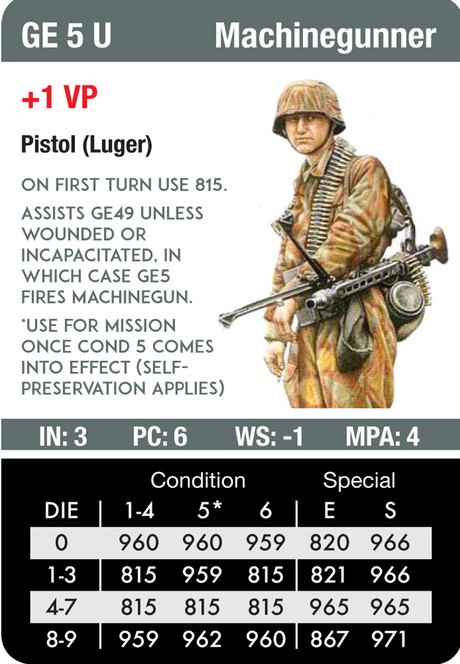 GE 5 U Machinegunner
+1 VP
Pistol (Luger)
ON FIRST TURN USE 815.
ASSISTS GE49 UNLESS
WOUNDED OR
INCAPACITATED, IN
WHICH CASE GE5
FIRES MACHINEGUN.
*USE FOR MISSION
ONCE COND 5 COMES
INTO EFFECT (SELF-
PRESERVATION APPLIES)
IN: 3 PC: 6 WS: -1 MPA: 4
Condition Special
DIE 1-4 5* 6 E S
0 960 960 959 820 966
1-3 815 959 815 821 966
4-7 815 815 815 965 965
8-9 959 962 960 867 971